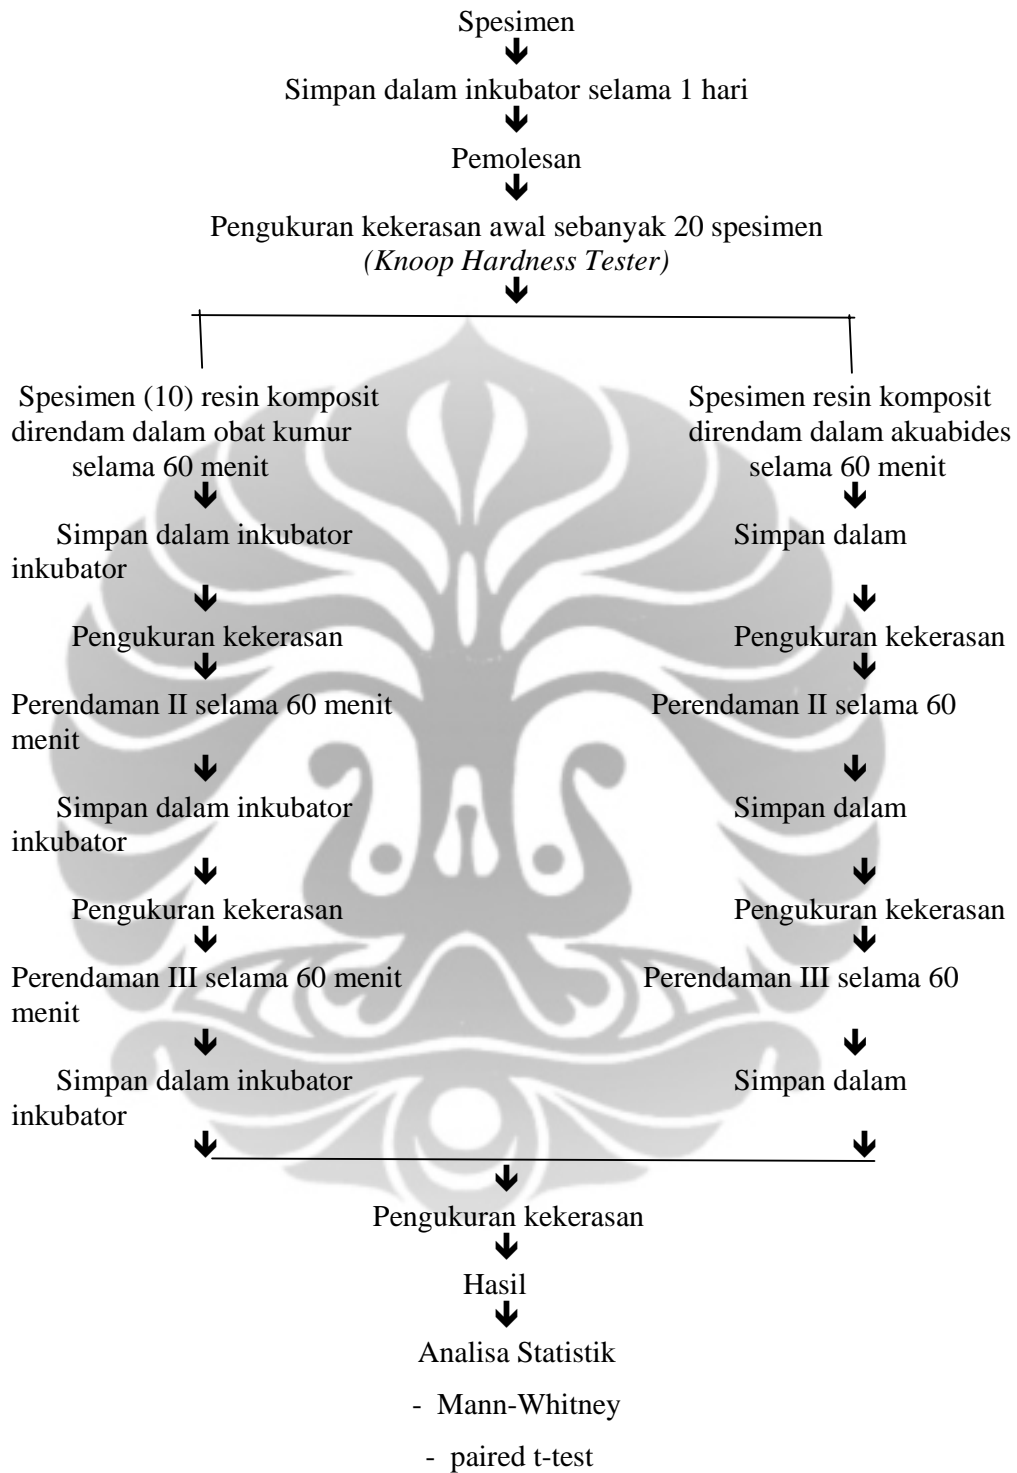 Spesimen
Simpan dalam inkubator selama 1 hari
Pemolesan
Pengukuran kekerasan awal sebanyak 20 spesimen
(Knoop Hardness Tester)
Spesimen (10) resin komposit Spesimen resin komposit
direndam dalam obat kumur direndam dalam akuabides
selama 60 menit selama 60 menit
Simpan dalam inkubator Simpan dalam
inkubator
Pengukuran kekerasan Pengukuran kekerasan
Perendaman II selama 60 menit Perendaman II selama 60
menit
Simpan dalam inkubator Simpan dalam
inkubator
Pengukuran kekerasan Pengukuran kekerasan
Perendaman III selama 60 menit Perendaman III selama 60
menit
Simpan dalam inkubator Simpan dalam
inkubator
Pengukuran kekerasan
Hasil
Analisa Statistik
- Mann-Whitney
- paired t-test